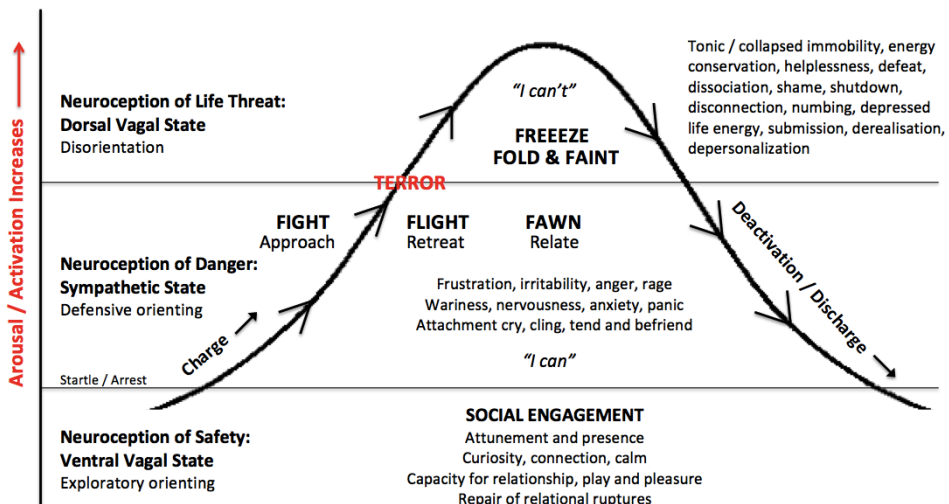 Arousal / Activation Increases
Neuroception of Life Threat:
Dorsal Vagal State
Disorientation
"I can't"
FREEEZE
FOLD & FAINT
Tonic / collapsed immobility, energy
conservation, helplessness, defeat,
dissociation, shame, shutdown,
disconnection, numbing, depressed
life energy, submission, derealisation,
depersonalization
TERROR
FIGHT
Approach
FLIGHT
Retreat
FAWN
Relate
Neuroception of Danger:
Sympathetic State
Defensive orienting
Frustration, irritability, anger, rage
Wariness, nervousness, anxiety, panic
Attachment cry, cling, tend and befriend
"I can"
Charge
Deactivation / Discharge
Startle / Arrest
Neuroception of Safety:
Ventral Vagal State
Exploratory orienting
SOCIAL ENGAGEMENT
Attunement and presence
Curiosity, connection, calm
Capacity for relationship, play and pleasure
Repair of relational ruptures